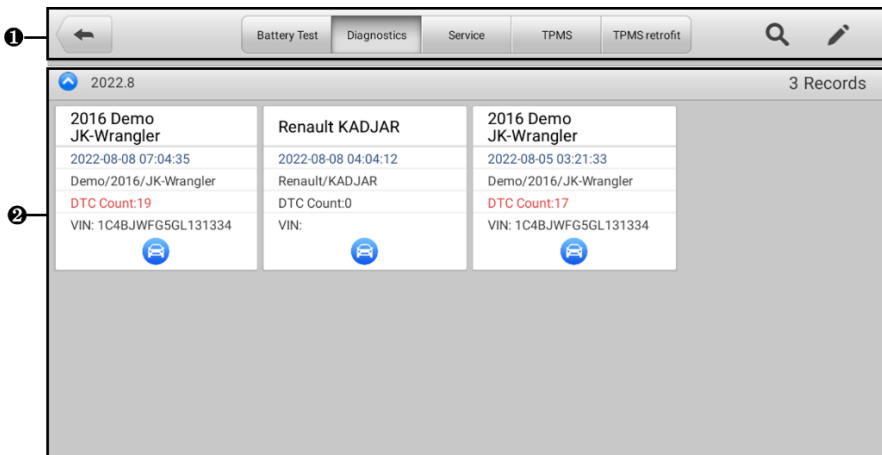 ❶
Battery Test Diagnostics Service TPMS TPMS retrofit
2022.8 3 Records
❷
2016 Demo
JK-Wrangler
2022-08-08 07:04:35
Demo/2016/JK-Wrangler
DTC Count:19
VIN: 1C4BJWFG5GL131334
Renault KADJAR
2022-08-08 04:04:12
Renault/KADJAR
DTC Count:0
VIN:
2016 Demo
JK-Wrangler
2022-08-05 03:21:33
Demo/2016/JK-Wrangler
DTC Count:17
VIN: 1C4BJWFG5GL131334